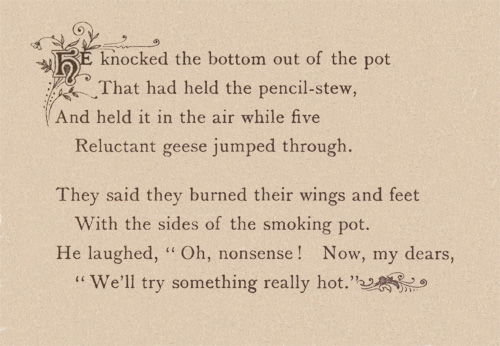 HE knocked the bottom out of the pot
That had held the pencil-stew,
And held it in the air while five
Reluctant geese jumped through.
They said they burned their wings and feet
With the sides of the smoking pot.
He laughed, “ Oh, nonsense ! Now, my dears,
“ We'll try something really hot.”